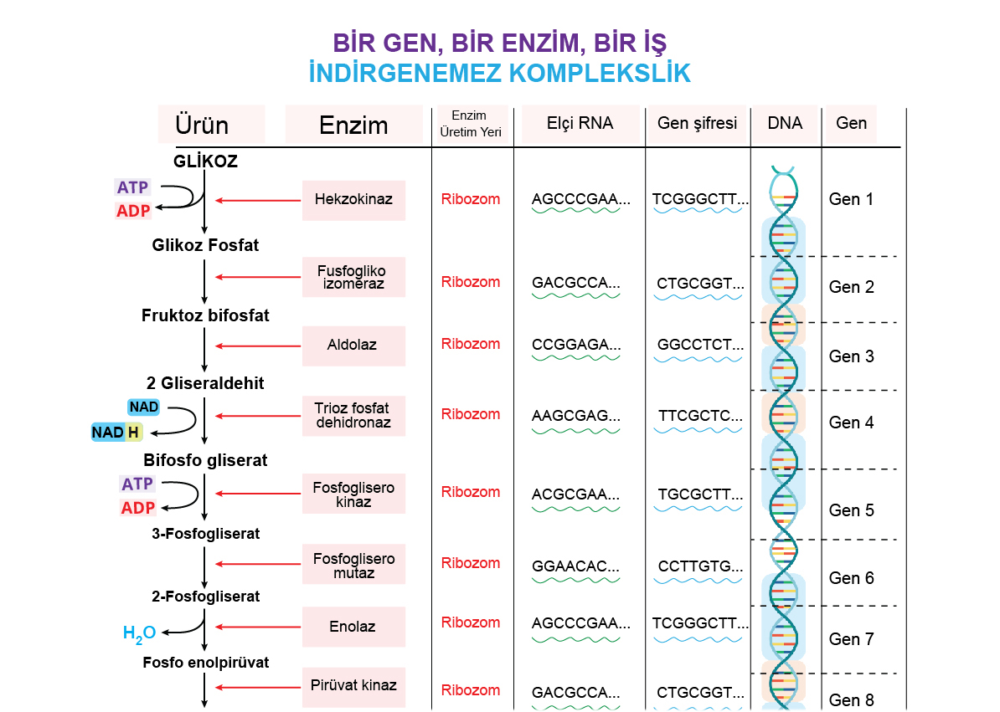 BİR GEN, BİR ENZİM, BİR İŞ
İNDİRGENEMEZ KOMPLEKSLİK
Ürün
Enzim
Enzim
Üretim Yeri
Elçi RNA
Gen şifresi
DNA
Gen
GLİKOZ
ATP
ADP
Hekzokinaz
Ribozom
AGCCCGAA...
TCGGGCTT...
Gen 1
Glikoz Fosfat
Fusfogliko
izomeraz
Ribozom
GACGCCA...
CTGCGGT...
Gen 2
Fruktoz bifosfat
Aldolaz
Ribozom
CCGGAGA...
GGCCTCT...
Gen 3
2 Gliseraldehit
NAD
NAD H
Trioz fosfat
dehidronaz
Ribozom
AAGCGAG...
TTCGCTC...
Gen 4
Bifosfo gliserat
ATP
ADP
Fosfoglisero
kinaz
Ribozom
ACGCGAA...
TGCGCTT...
Gen 5
3-Fosfogliserat
Fosfoglisero
mutaz
Ribozom
GGAACAC...
CCTTGTG...
Gen 6
2-Fosfogliserat
H2O
Enolaz
Ribozom
AGCCCGAA...
TCGGGCTT...
Gen 7
Fosfo enolpirüvat
Pirüvat kinaz
Ribozom
GACGCCA...
CTGCGGT...
Gen 8